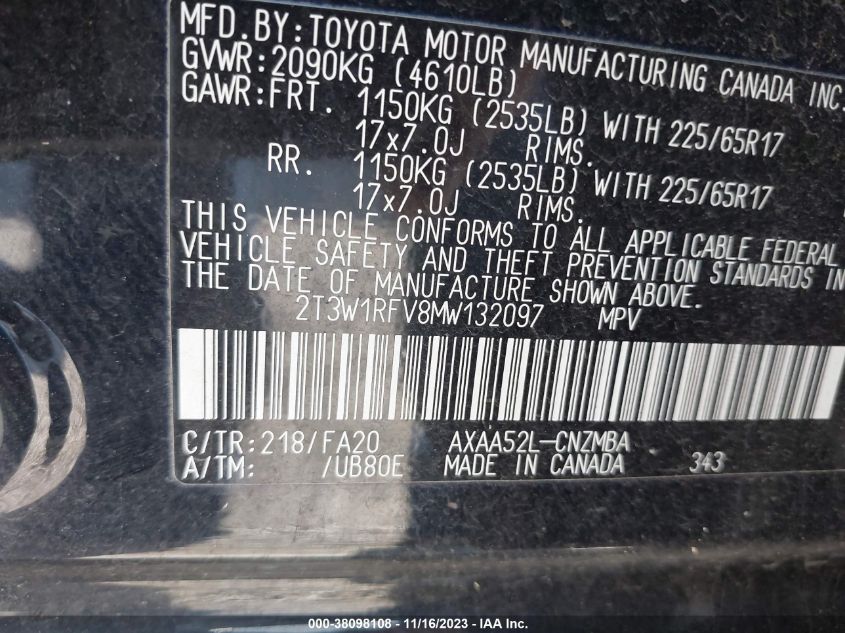 MFD.BY:TOYOTA MOTOR MANUFACTURING CANADA INC.
GVWR:2090KG (4610LB)
GAWR:FRT. 1150KG (2535LB) WITH 225/65R17
17x7.0J RIMS.
RR. 1150KG (2535LB) WITH 225/65R17
17x7.0J RIMS.
THIS VEHICLE CONFORMS TO ALL APPLICABLE FEDERAL
VEHICLE SAFETY AND THEFT PREVENTION STANDARDS IN
THE DATE OF MANUFACTURE SHOWN ABOVE.
2T3W1RFV8MW132097 MPV
C/TR:218/FA20 AXAA52L-CNZMBA
A/TM: /UB80E MADE IN CANADA 343
000-38098108 - 11/16/2023 - IAA Inc.